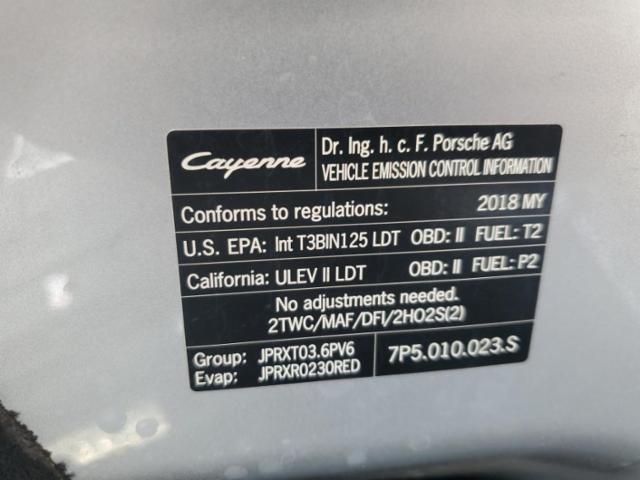 Cayenne
Dr. Ing. h. c. F. Porsche AG
VEHICLE EMISSION CONTROL INFORMATION
Conforms to regulations: 2018 MY
U.S. EPA: Int T3BIN125 LDT OBD: II FUEL: T2
California: ULEV II LDT OBD: II FUEL: P2
No adjustments needed.
2TWC/MAF/DFI/2HO2S(2)
Group: JPRXT03.6PV6
Evap: JPRXR0230RED
7P5.010.023.S